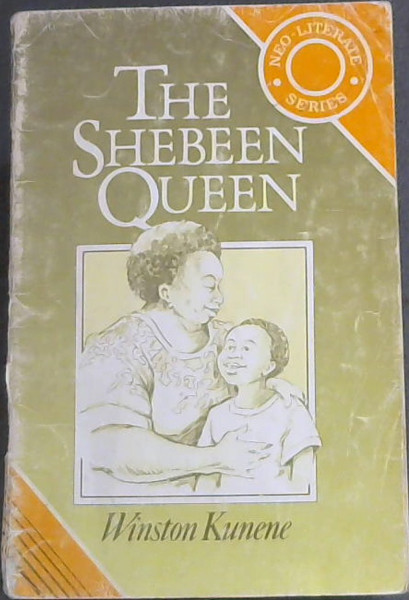 NEO-LITERATE
• SERIES •
THE
SHEBEEN
QUEEN
Winston Kunene